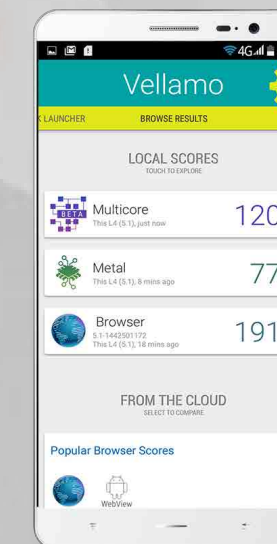 4G
Vellamo
LAUNCHER
BROWSE RESULTS
LOCAL SCORES
TOUCH TO EXPLORE
BETA
Multicore
This L4 (5.1), just now
120
Metal
This L4 (5.1), 8 mins ago
77
Browser
5.1-1442501172
This L4 (5.1), 18 mins ago
191
FROM THE CLOUD
SELECT TO COMPARE
Popular Browser Scores
WebView